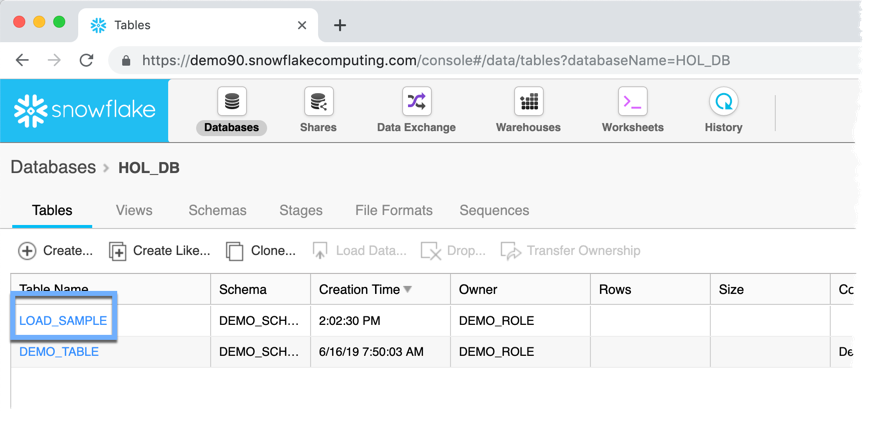 Tables
https://demo90.snowflakecomputing.com/console#/data/tables?databaseName=HOL_DB
snowflake
Databases Shares Data Exchange Warehouses Worksheets History
Databases > HOL_DB
Tables Views Schemas Stages File Formats Sequences
Create... Create Like... Clone... Load Data... Drop... Transfer Ownership
Table Name Schema Creation Time Owner Rows Size Co
LOAD_SAMPLE DEMO_SCH... 2:02:30 PM DEMO_ROLE
DEMO_TABLE DEMO_SCH... 6/16/19 7:50:03 AM DEMO_ROLE De